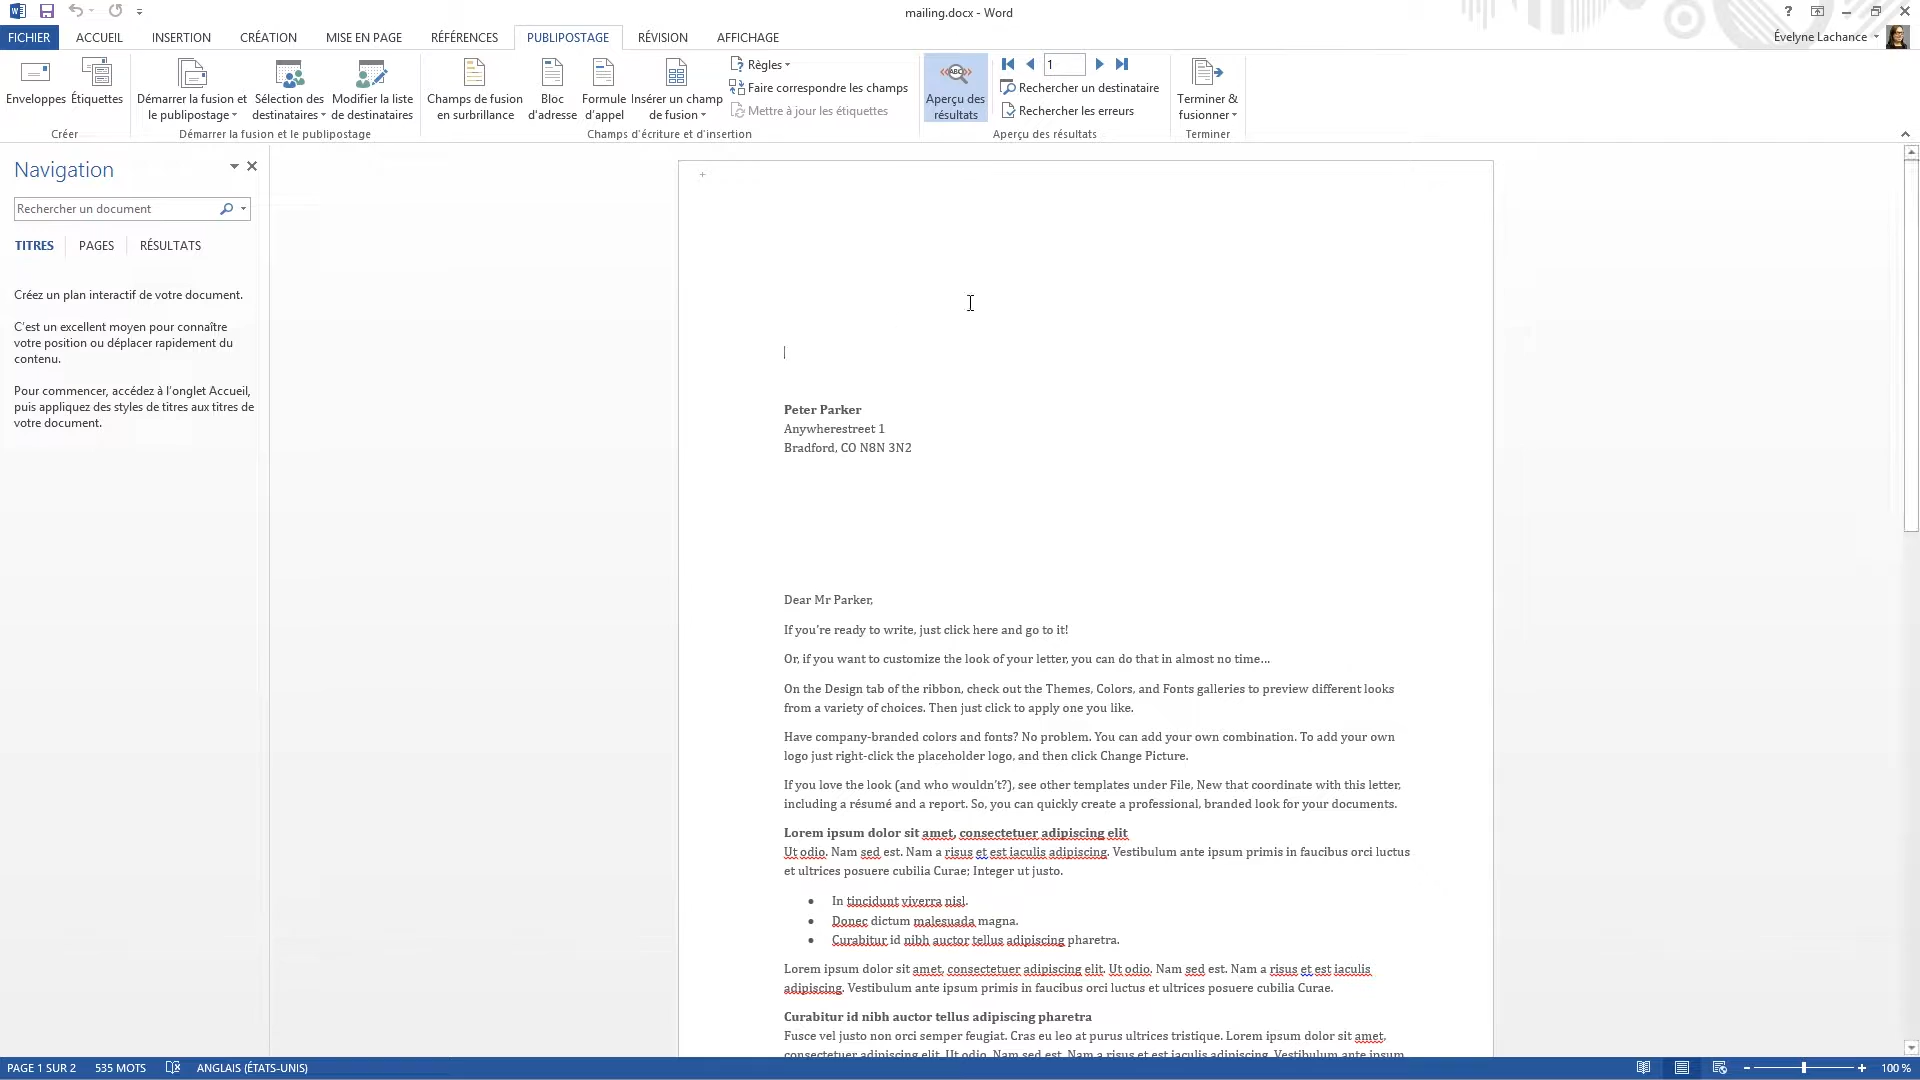 mailing.docx - Word
?
FICHIER ACCUEIL INSERTION CRÉATION MISE EN PAGE RÉFÉRENCES PUBLIPOSTAGE RÉVISION AFFICHAGE Évelyne Lachance
Enveloppes Étiquettes
Créer
Démarrer la fusion et
le publipostage
Sélection des
destinataires
Modifier la liste
de destinataires
Démarrer la fusion et le publipostage
Champs de fusion
en surbrillance
Bloc
d'adresse
Formule
d'appel
Insérer un champ
de fusion
Règles
Faire correspondre les champs
Mettre à jour les étiquettes
Champs d'écriture et d'insertion
ABC
Aperçu des
résultats
1
Rechercher un destinataire
Rechercher les erreurs
Aperçu des résultats
Terminer &
fusionner
Terminer
Navigation
Rechercher un document
TITRES PAGES RÉSULTATS
Créez un plan interactif de votre document.
C'est un excellent moyen pour connaître
votre position ou déplacer rapidement du
contenu.
Pour commencer, accédez à l'onglet Accueil,
puis appliquez des styles de titres aux titres de
votre document.
Peter Parker
Anywherestreet 1
Bradford, CO N8N 3N2
Dear Mr Parker,
If you're ready to write, just click here and go to it!
Or, if you want to customize the look of your letter, you can do that in almost no time…
On the Design tab of the ribbon, check out the Themes, Colors, and Fonts galleries to preview different looks
from a variety of choices. Then just click to apply one you like.
Have company-branded colors and fonts? No problem. You can add your own combination. To add your own
logo just right-click the placeholder logo, and then click Change Picture.
If you love the look (and who wouldn't?), see other templates under File, New that coordinate with this letter,
including a résumé and a report. So, you can quickly create a professional, branded look for your documents.
Lorem ipsum dolor sit amet, consectetuer adipiscing elit
Ut odio. Nam sed est. Nam a risus et est iaculis adipiscing. Vestibulum ante ipsum primis in faucibus orci luctus
et ultrices posuere cubilia Curae; Integer ut justo.
• In tincidunt viverra nisl.
• Donec dictum malesuada magna.
• Curabitur id nibh auctor tellus adipiscing pharetra.
Lorem ipsum dolor sit amet, consectetuer adipiscing elit. Ut odio. Nam sed est. Nam a risus et est iaculis
adipiscing. Vestibulum ante ipsum primis in faucibus orci luctus et ultrices posuere cubilia Curae.
Curabitur id nibh auctor tellus adipiscing pharetra
Fusce vel justo non orci semper feugiat. Cras eu leo at purus ultrices tristique. Lorem ipsum dolor sit amet,
consectetuer adipiscing elit. Ut odio. Nam sed est. Nam a risus et est iaculis adipiscing. Vestibulum ante ipsum
PAGE 1 SUR 2 535 MOTS ANGLAIS (ÉTATS-UNIS) 100 %